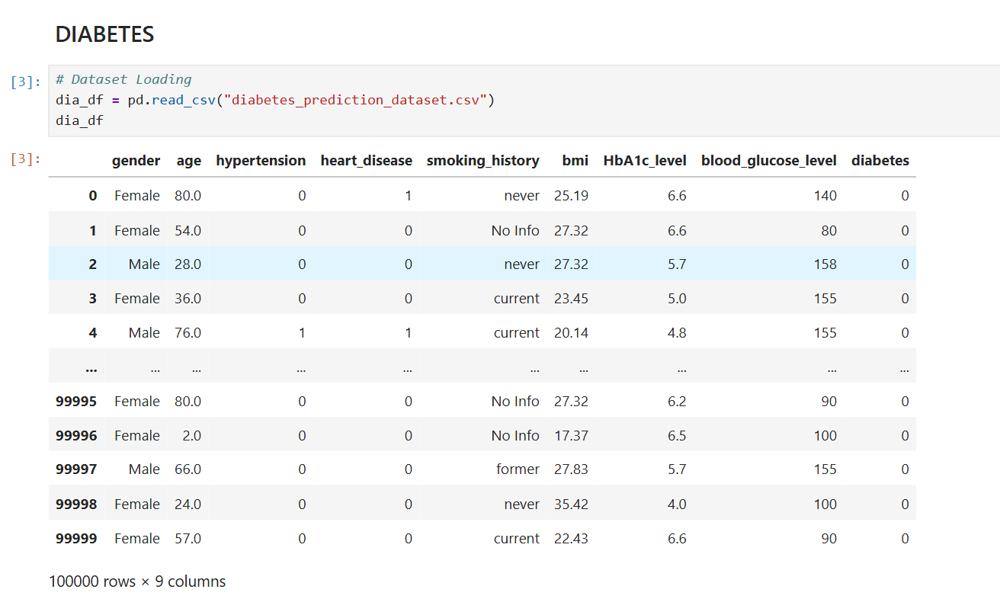 DIABETES
[3]: # Dataset Loading
dia_df = pd.read_csv("diabetes_prediction_dataset.csv")
dia_df
[3]: gender age hypertension heart_disease smoking_history bmi HbA1c_level blood_glucose_level diabetes
0 Female 80.0 0 1 never 25.19 6.6 140 0
1 Female 54.0 0 0 No Info 27.32 6.6 80 0
2 Male 28.0 0 0 never 27.32 5.7 158 0
3 Female 36.0 0 0 current 23.45 5.0 155 0
4 Male 76.0 1 1 current 20.14 4.8 155 0
... ... ... ... ... ... ... ... ... ...
99995 Female 80.0 0 0 No Info 27.32 6.2 90 0
99996 Female 2.0 0 0 No Info 17.37 6.5 100 0
99997 Male 66.0 0 0 former 27.83 5.7 155 0
99998 Female 24.0 0 0 never 35.42 4.0 100 0
99999 Female 57.0 0 0 current 22.43 6.6 90 0
100000 rows × 9 columns